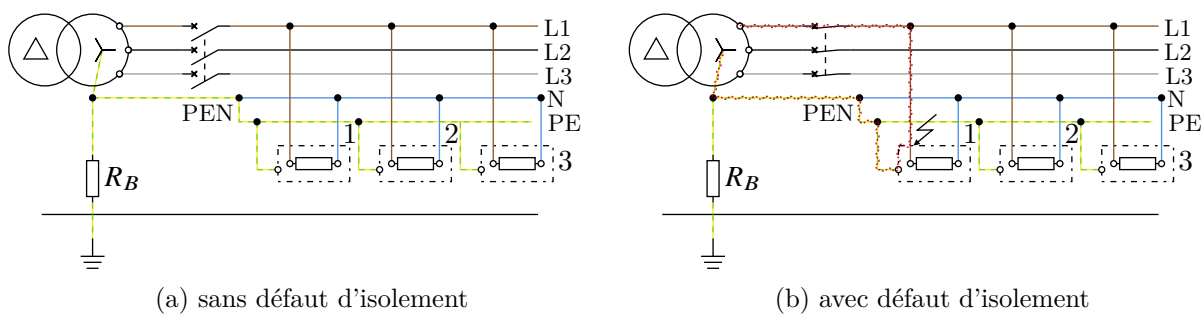 L1
L2
L3
N
PEN
PE
1
2
3
R_B
(a) sans défaut d'isolement
L1
L2
L3
N
PEN
PE
1
2
3
R_B
(b) avec défaut d'isolement